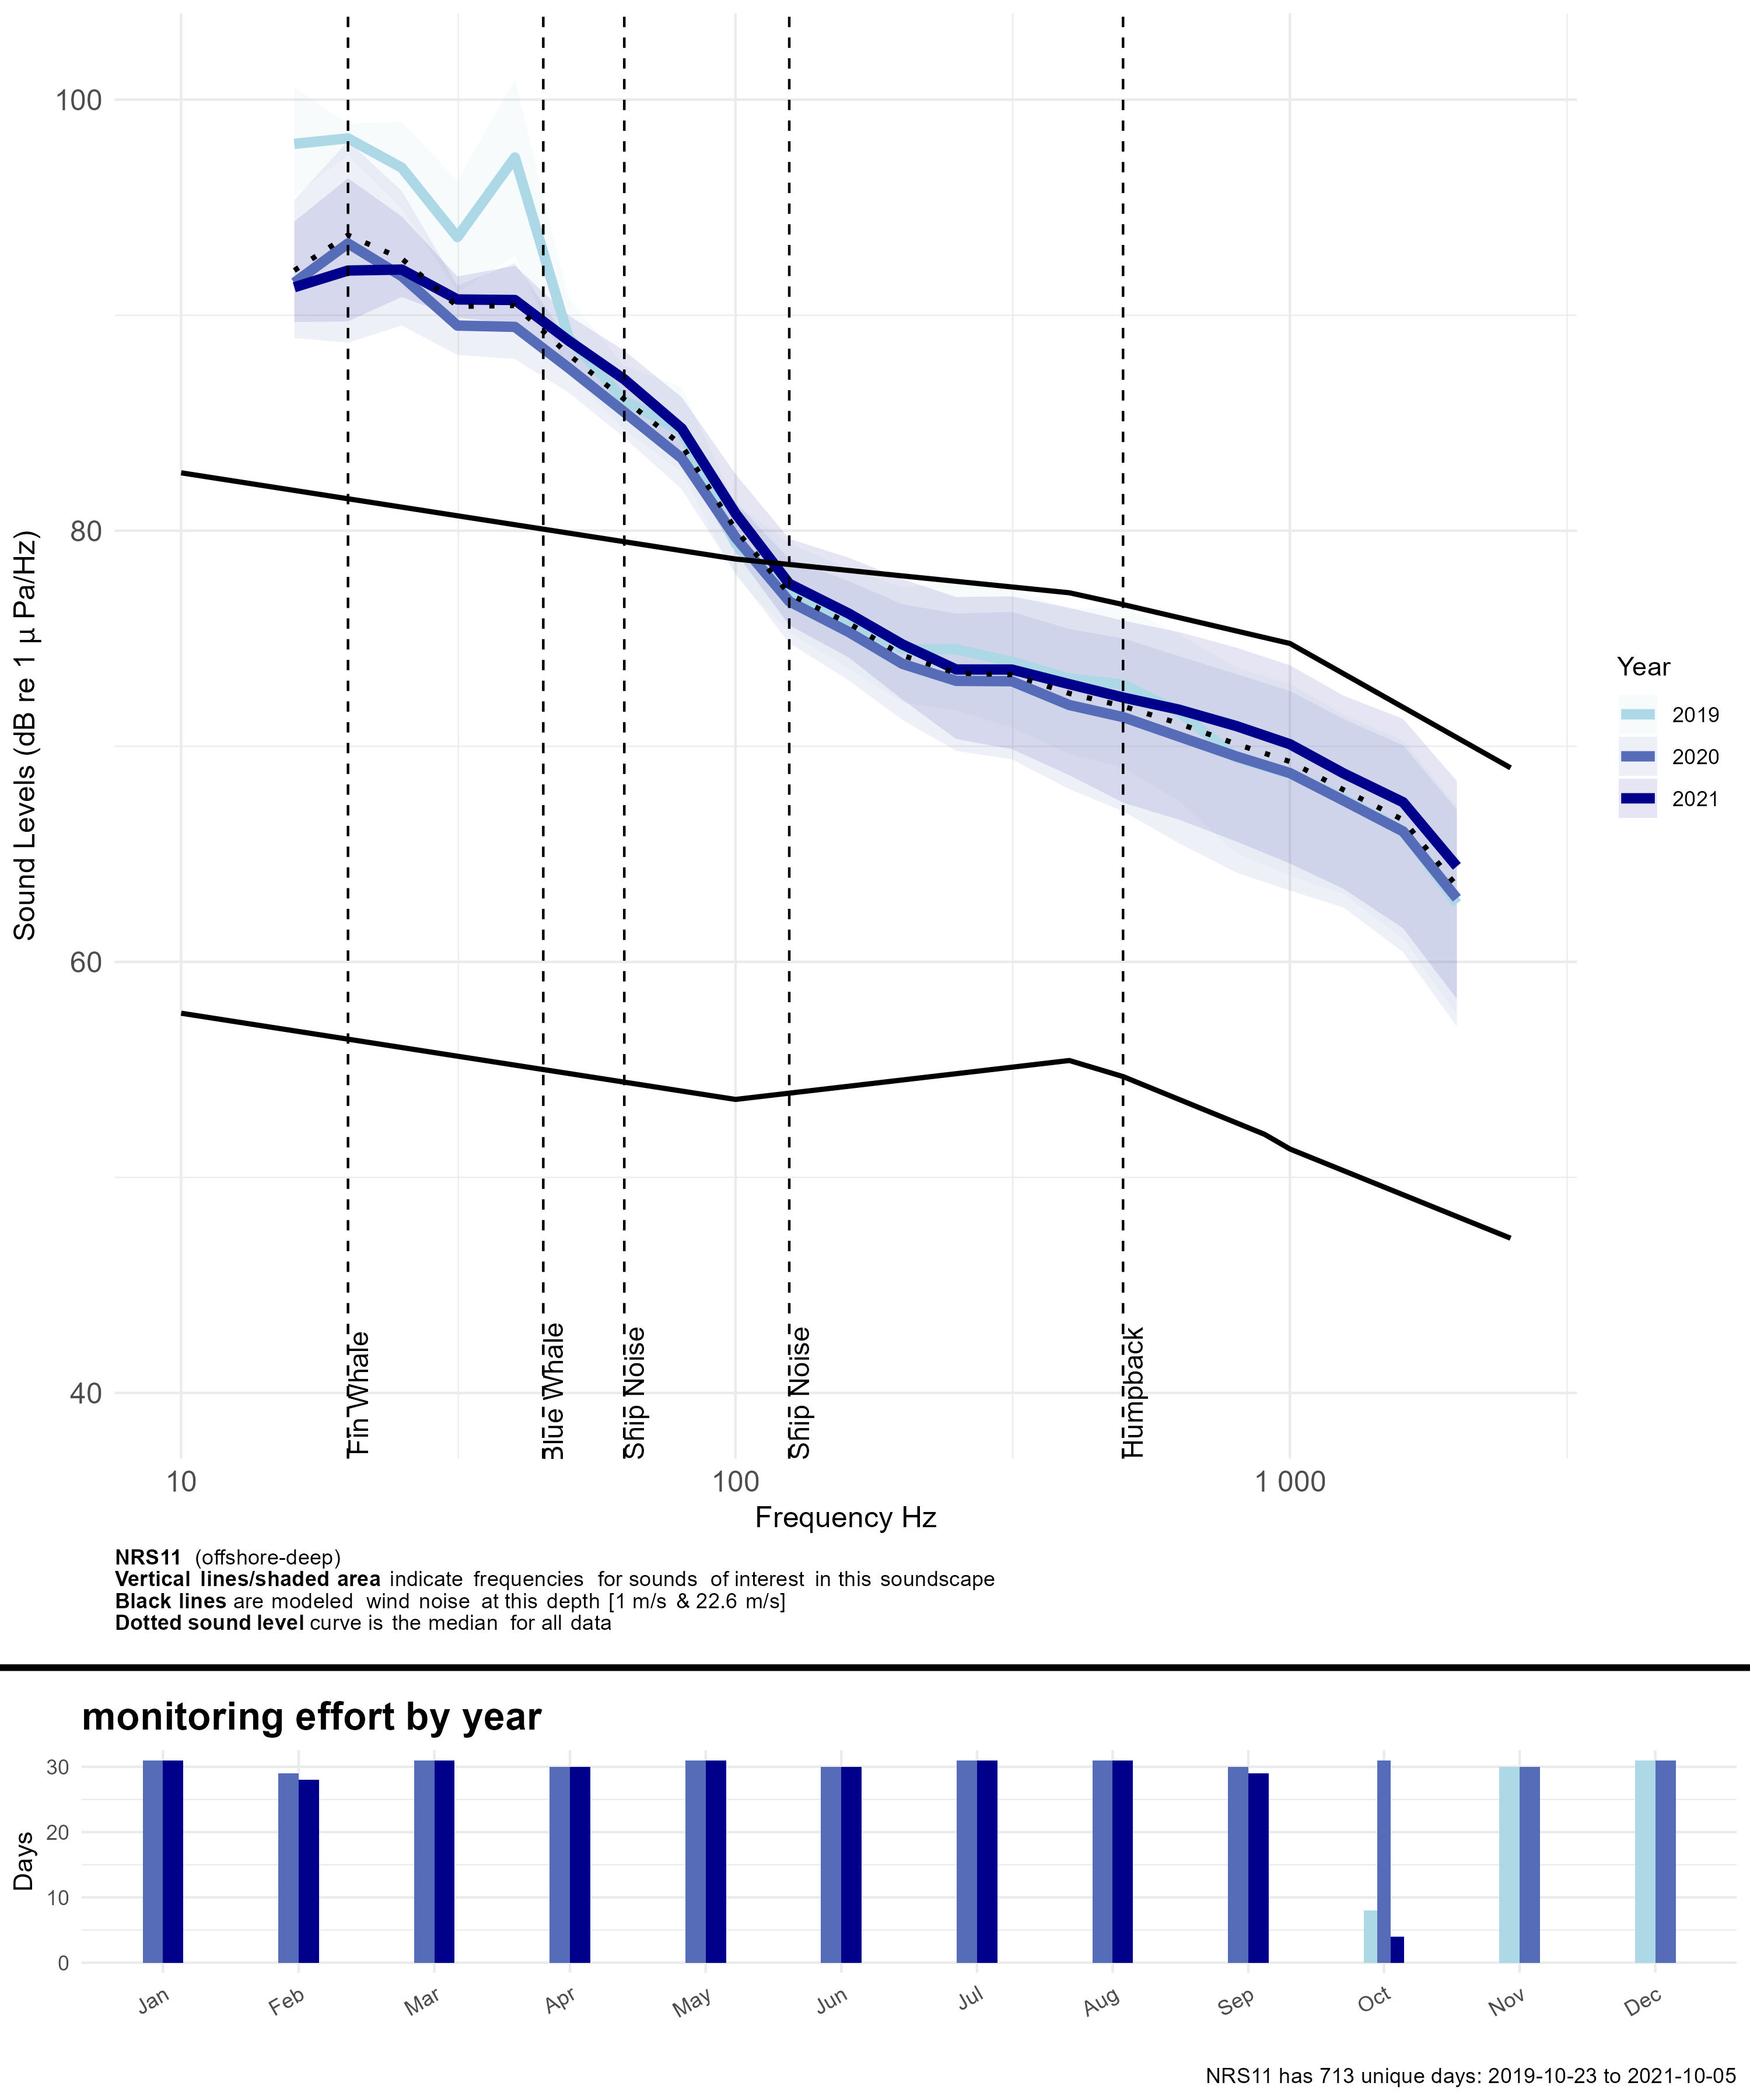 100
80
60
40
Sound Levels (dB re 1 µ Pa/Hz)
Fin Whale
Blue Whale
Ship Noise
Ship Noise
Humpback
10
100
1 000
Frequency Hz
Year
2019
2020
2021
NRS11 (offshore-deep)
Vertical lines/shaded area indicate frequencies for sounds of interest in this soundscape
Black lines are modeled wind noise at this depth [1 m/s & 22.6 m/s]
Dotted sound level curve is the median for all data
monitoring effort by year
Days
30
20
10
0
Jan
Feb
Mar
Apr
May
Jun
Jul
Aug
Sep
Oct
Nov
Dec
NRS11 has 713 unique days: 2019-10-23 to 2021-10-05